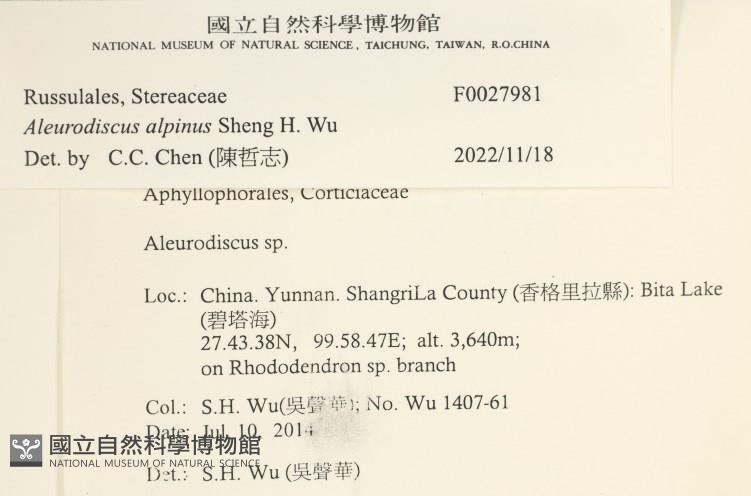 國立自然科學博物館
NATIONAL MUSEUM OF NATURAL SCIENCE, TAICHUNG, TAIWAN, R.O.CHINA
Russulales, Stereaceae F0027981
Aleurodiscus alpinus Sheng H. Wu
Det. by C.C. Chen (陳哲志) 2022/11/18
Aphyllophorales, Corticiaceae
Aleurodiscus sp.
Loc.: China. Yunnan. ShangriLa County (香格里拉縣): Bita Lake
(碧塔海)
27.43.38N, 99.58.47E; alt. 3,640m;
on Rhododendron sp. branch
Col.: S.H. Wu(吳聲華); No. Wu 1407-61
Date: Jul. 10, 2014
國立自然科學博物館
NATIONAL MUSEUM OF NATURAL SCIENCE
Det.: S.H. Wu (吳聲華)